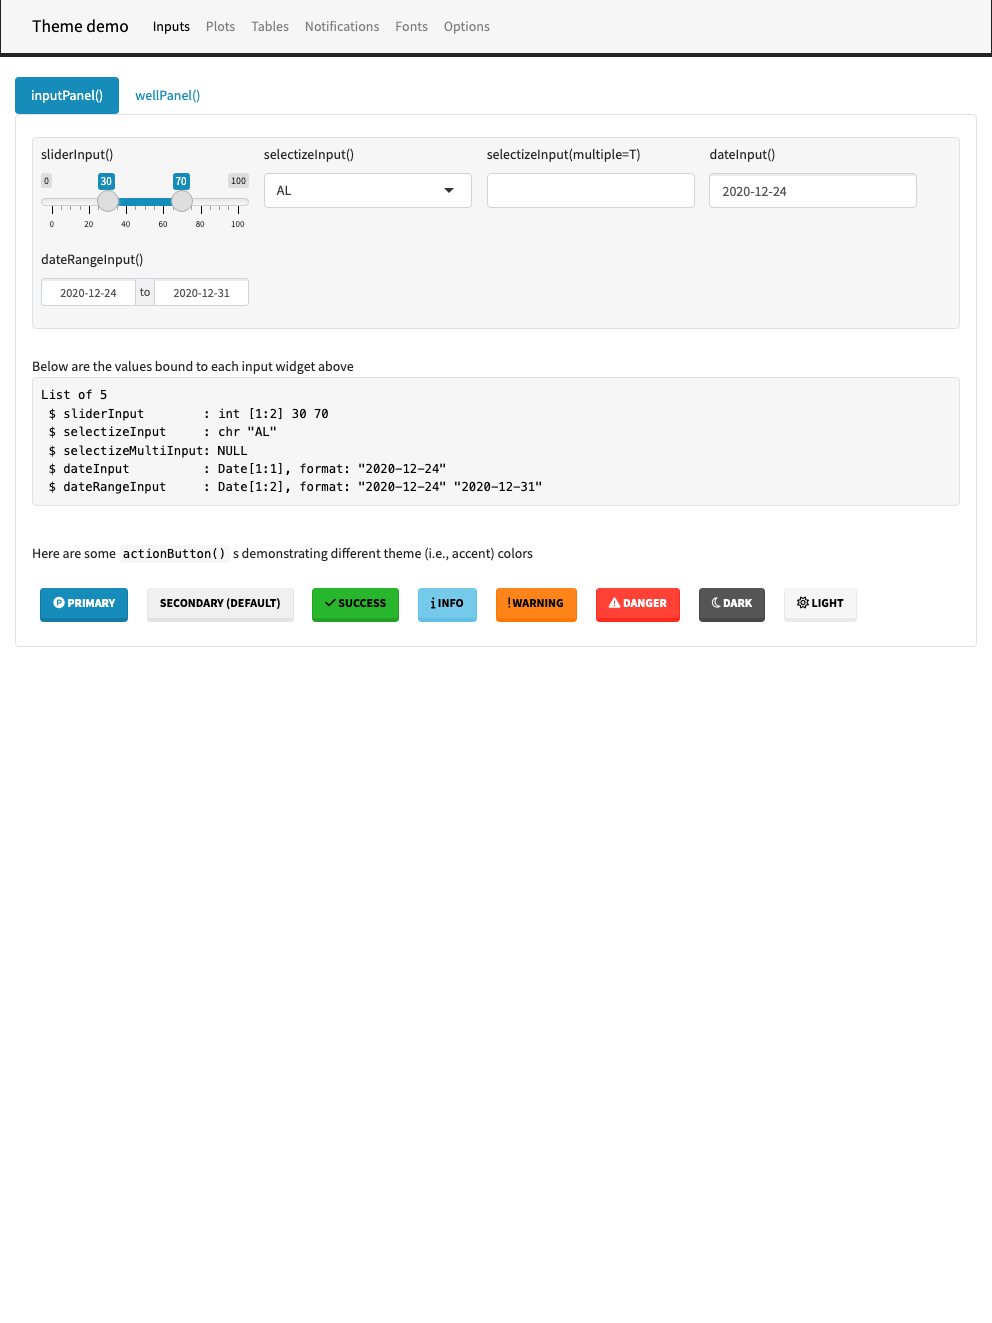 Theme demo Inputs Plots Tables Notifications Fonts Options
inputPanel() wellPanel()
sliderInput() selectizeInput() selectizeInput(multiple=T) dateInput()
0 30 70 100
AL 2020-12-24
0 20 40 60 80 100
dateRangeInput()
2020-12-24 to 2020-12-31
Below are the values bound to each input widget above
List of 5
 $ sliderInput        : int [1:2] 30 70
 $ selectizeInput     : chr "AL"
 $ selectizeMultiInput: NULL
 $ dateInput          : Date[1:1], format: "2020-12-24"
 $ dateRangeInput     : Date[1:2], format: "2020-12-24" "2020-12-31"
Here are some actionButton() s demonstrating different theme (i.e., accent) colors
PRIMARY SECONDARY (DEFAULT) SUCCESS INFO WARNING DANGER DARK LIGHT